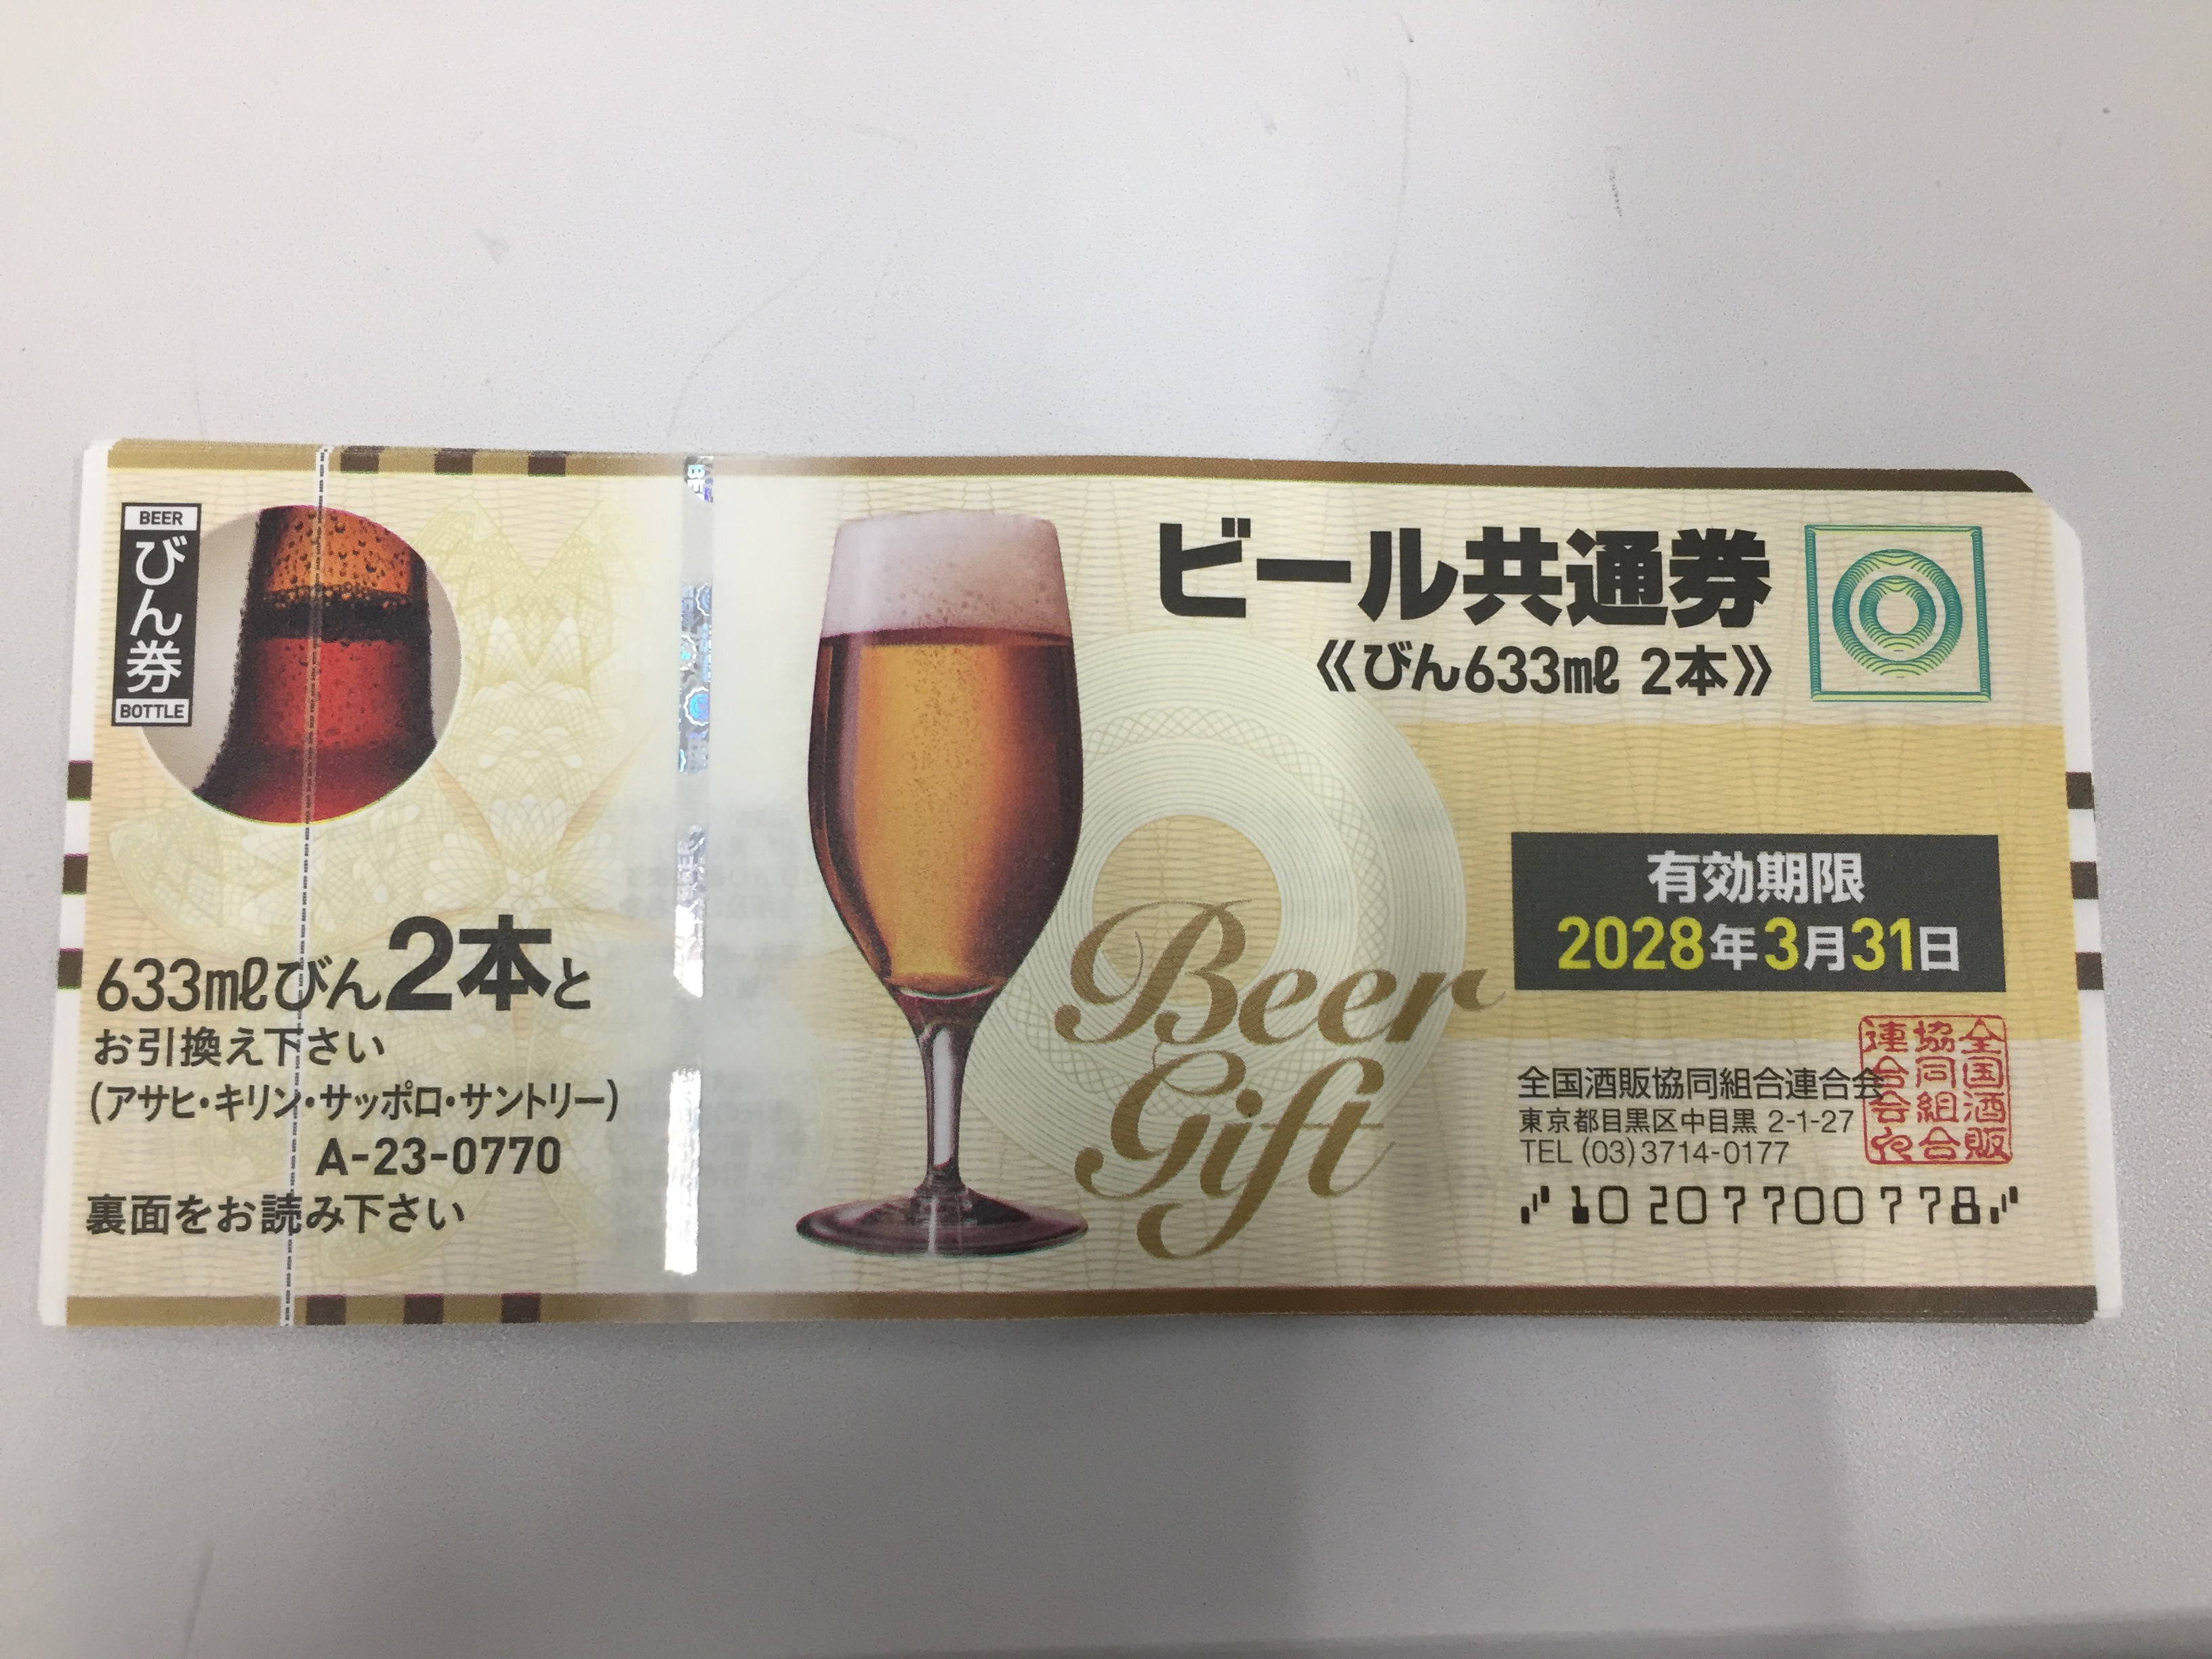 BEER
びん券
BOTTLE
633mℓびん2本と
お引換え下さい
(アサヒ・キリン・サッポロ・サントリー)
A-23-0770
裏面をお読み下さい
ビール共通券
《びん633mℓ 2本》
Beer
Gift
有効期限
2028年3月31日
全国酒販協同組合連合会
東京都目黒区中目黒 2-1-27
TEL (03)3714-0177
全国酒販
協同組合
連合会印
10 207700778